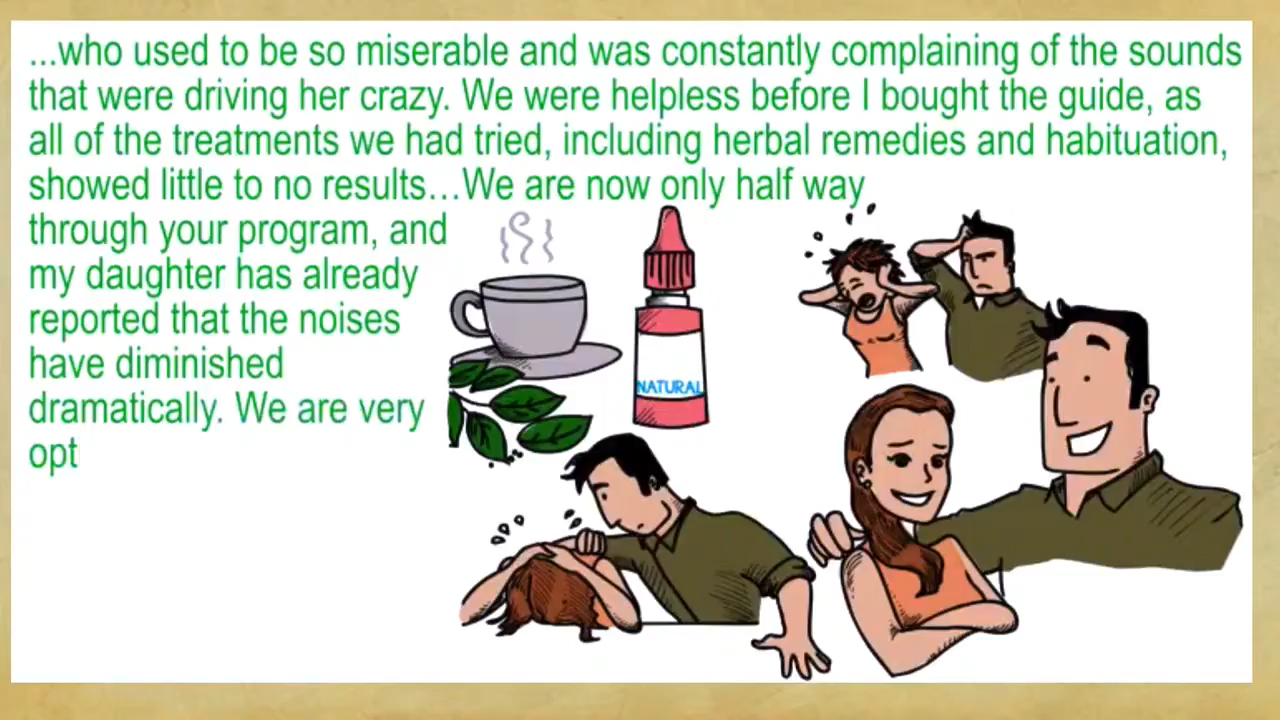 ...who used to be so miserable and was constantly complaining of the sounds
that were driving her crazy. We were helpless before I bought the guide, as
all of the treatments we had tried, including herbal remedies and habituation,
showed little to no results...We are now only half way
through your program, and
my daughter has already
reported that the noises
have diminished
dramatically. We are very
opt
NATURAL